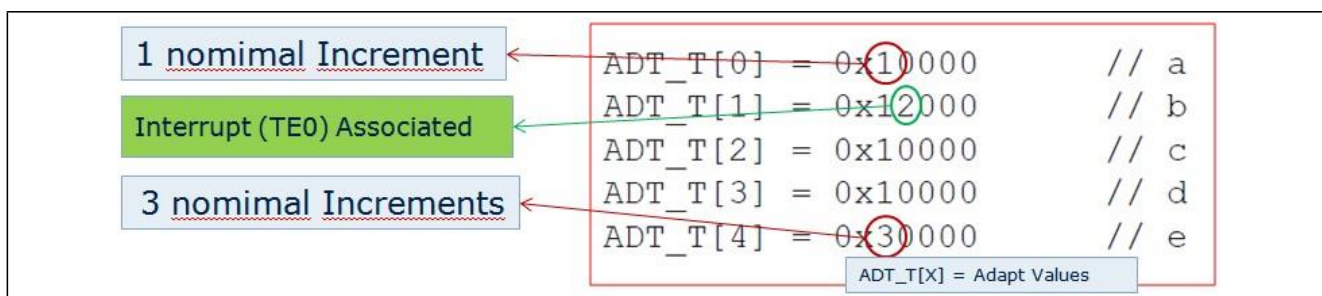 1 nomimal Increment
Interrupt (TE0) Associated
3 nomimal Increments
ADT_T[0] = 0x10000 // a
ADT_T[1] = 0x12000 // b
ADT_T[2] = 0x10000 // c
ADT_T[3] = 0x10000 // d
ADT_T[4] = 0x30000 // e
ADT_T[X] = Adapt Values